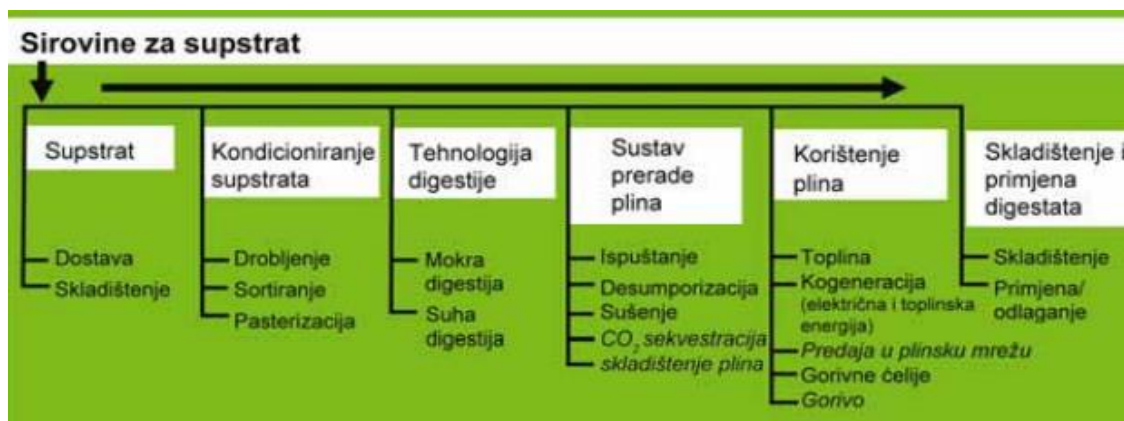 Sirovine za supstrat
Supstrat
Dostava
Skladištenje
Kondicioniranje
supstrata
Drobljenje
Sortiranje
Pasterizacija
Tehnologija
digestije
Mokra
digestija
Suha
digestija
Sustav
prerade
plina
Ispuštanje
Desumporizacija
Sušenje
CO₂ sekvestracija
skladištenje plina
Korištenje
plina
Toplina
Kogeneracija
(električna i toplinska
energija)
Predaja u plinsku mrežu
Gorivne ćelije
Gorivo
Skladištenje i
primjena
digestata
Skladištenje
Primjena/
odlaganje